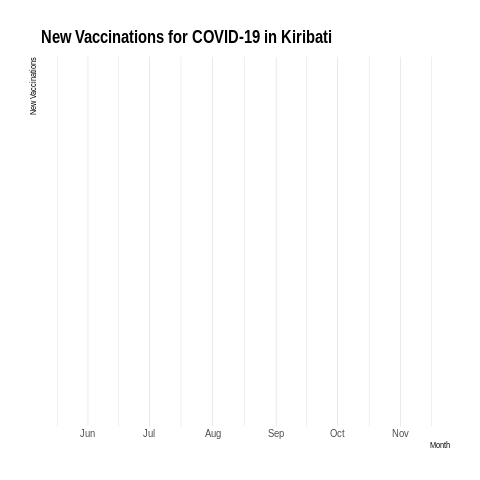 New Vaccinations for COVID-19 in Kiribati
New Vaccinations
Jun Jul Aug Sep Oct Nov
Month